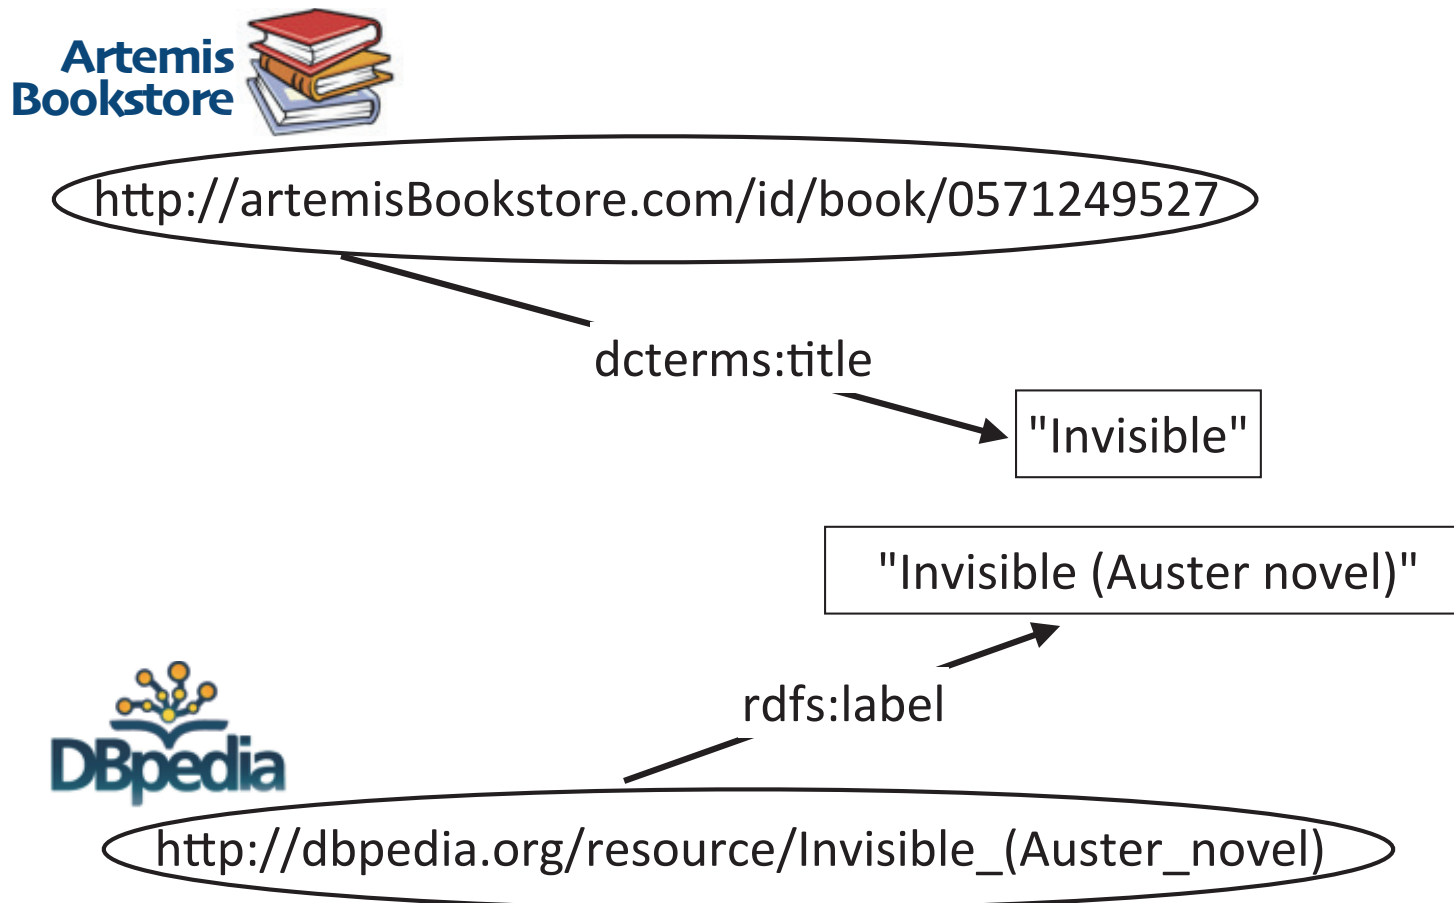 Artemis
Bookstore
http://artemisBookstore.com/id/book/0571249527
dcterms:title
"Invisible"
"Invisible (Auster novel)"
rdfs:label
DBpedia
http://dbpedia.org/resource/Invisible_(Auster_novel)